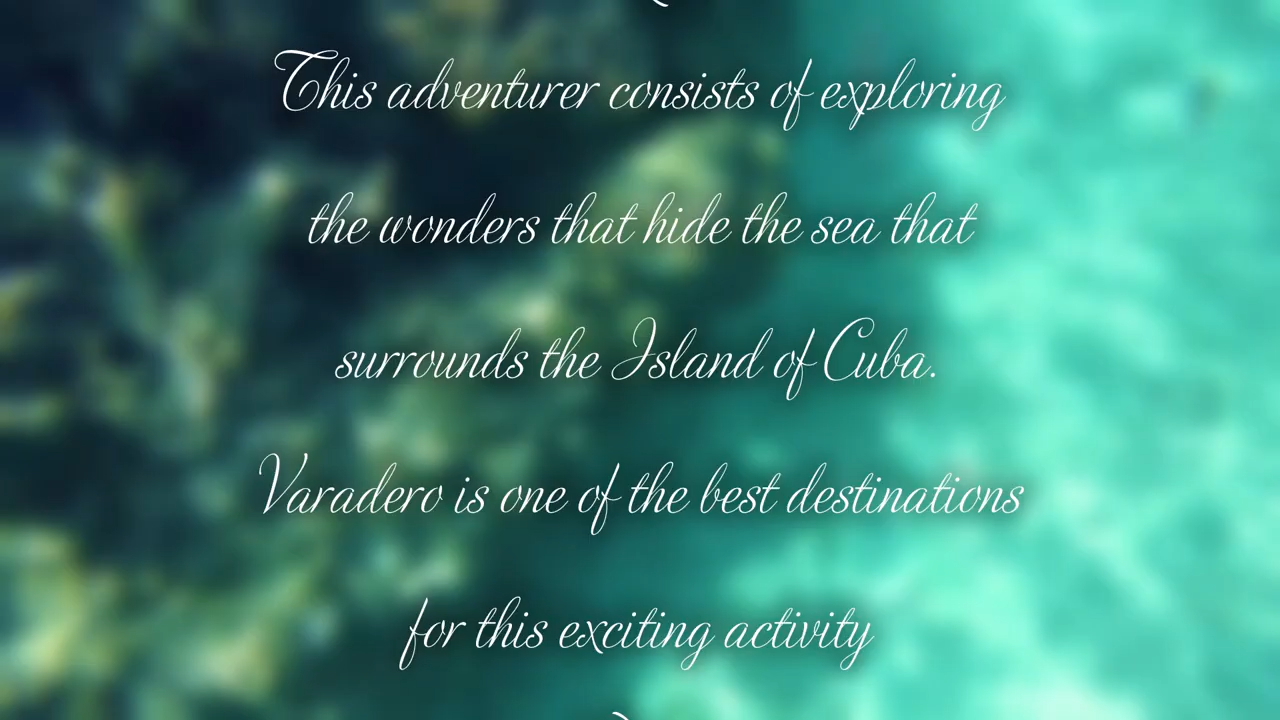 This adventurer consists of exploring
the wonders that hide the sea that
surrounds the Island of Cuba.
Varadero is one of the best destinations
for this exciting activity